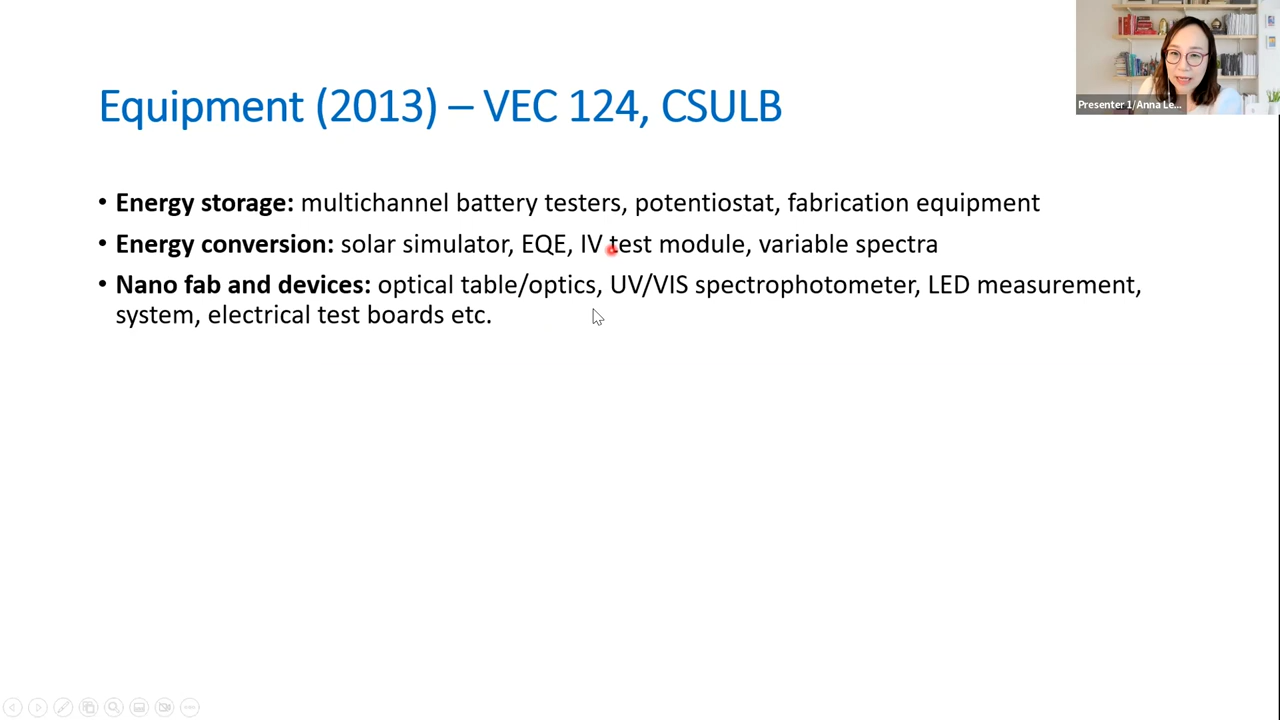 Equipment (2013) – VEC 124, CSULB
Presenter 1/Anna Le...
• Energy storage: multichannel battery testers, potentiostat, fabrication equipment
• Energy conversion: solar simulator, EQE, IV test module, variable spectra
• Nano fab and devices: optical table/optics, UV/VIS spectrophotometer, LED measurement,
system, electrical test boards etc.